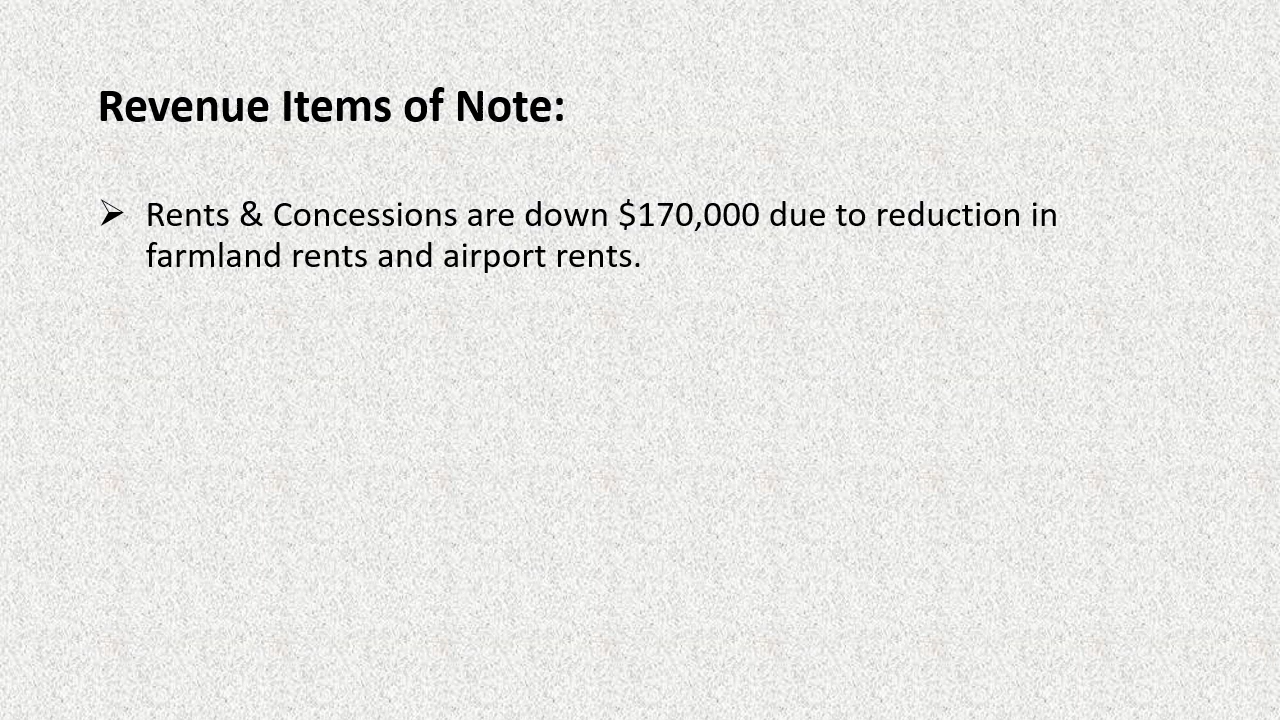 Revenue Items of Note:
➢ Rents & Concessions are down $170,000 due to reduction in
farmland rents and airport rents.